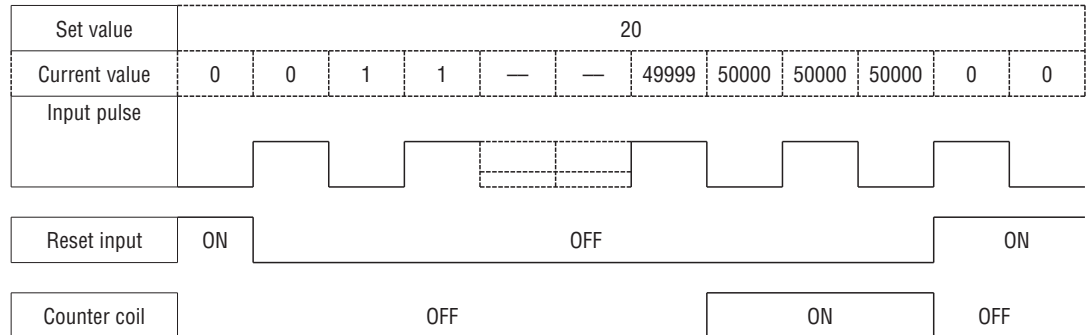 Set value 20
Current value 0 0 1 1 — — 49999 50000 50000 50000 0 0
Input pulse
Reset input ON OFF ON
Counter coil OFF ON OFF